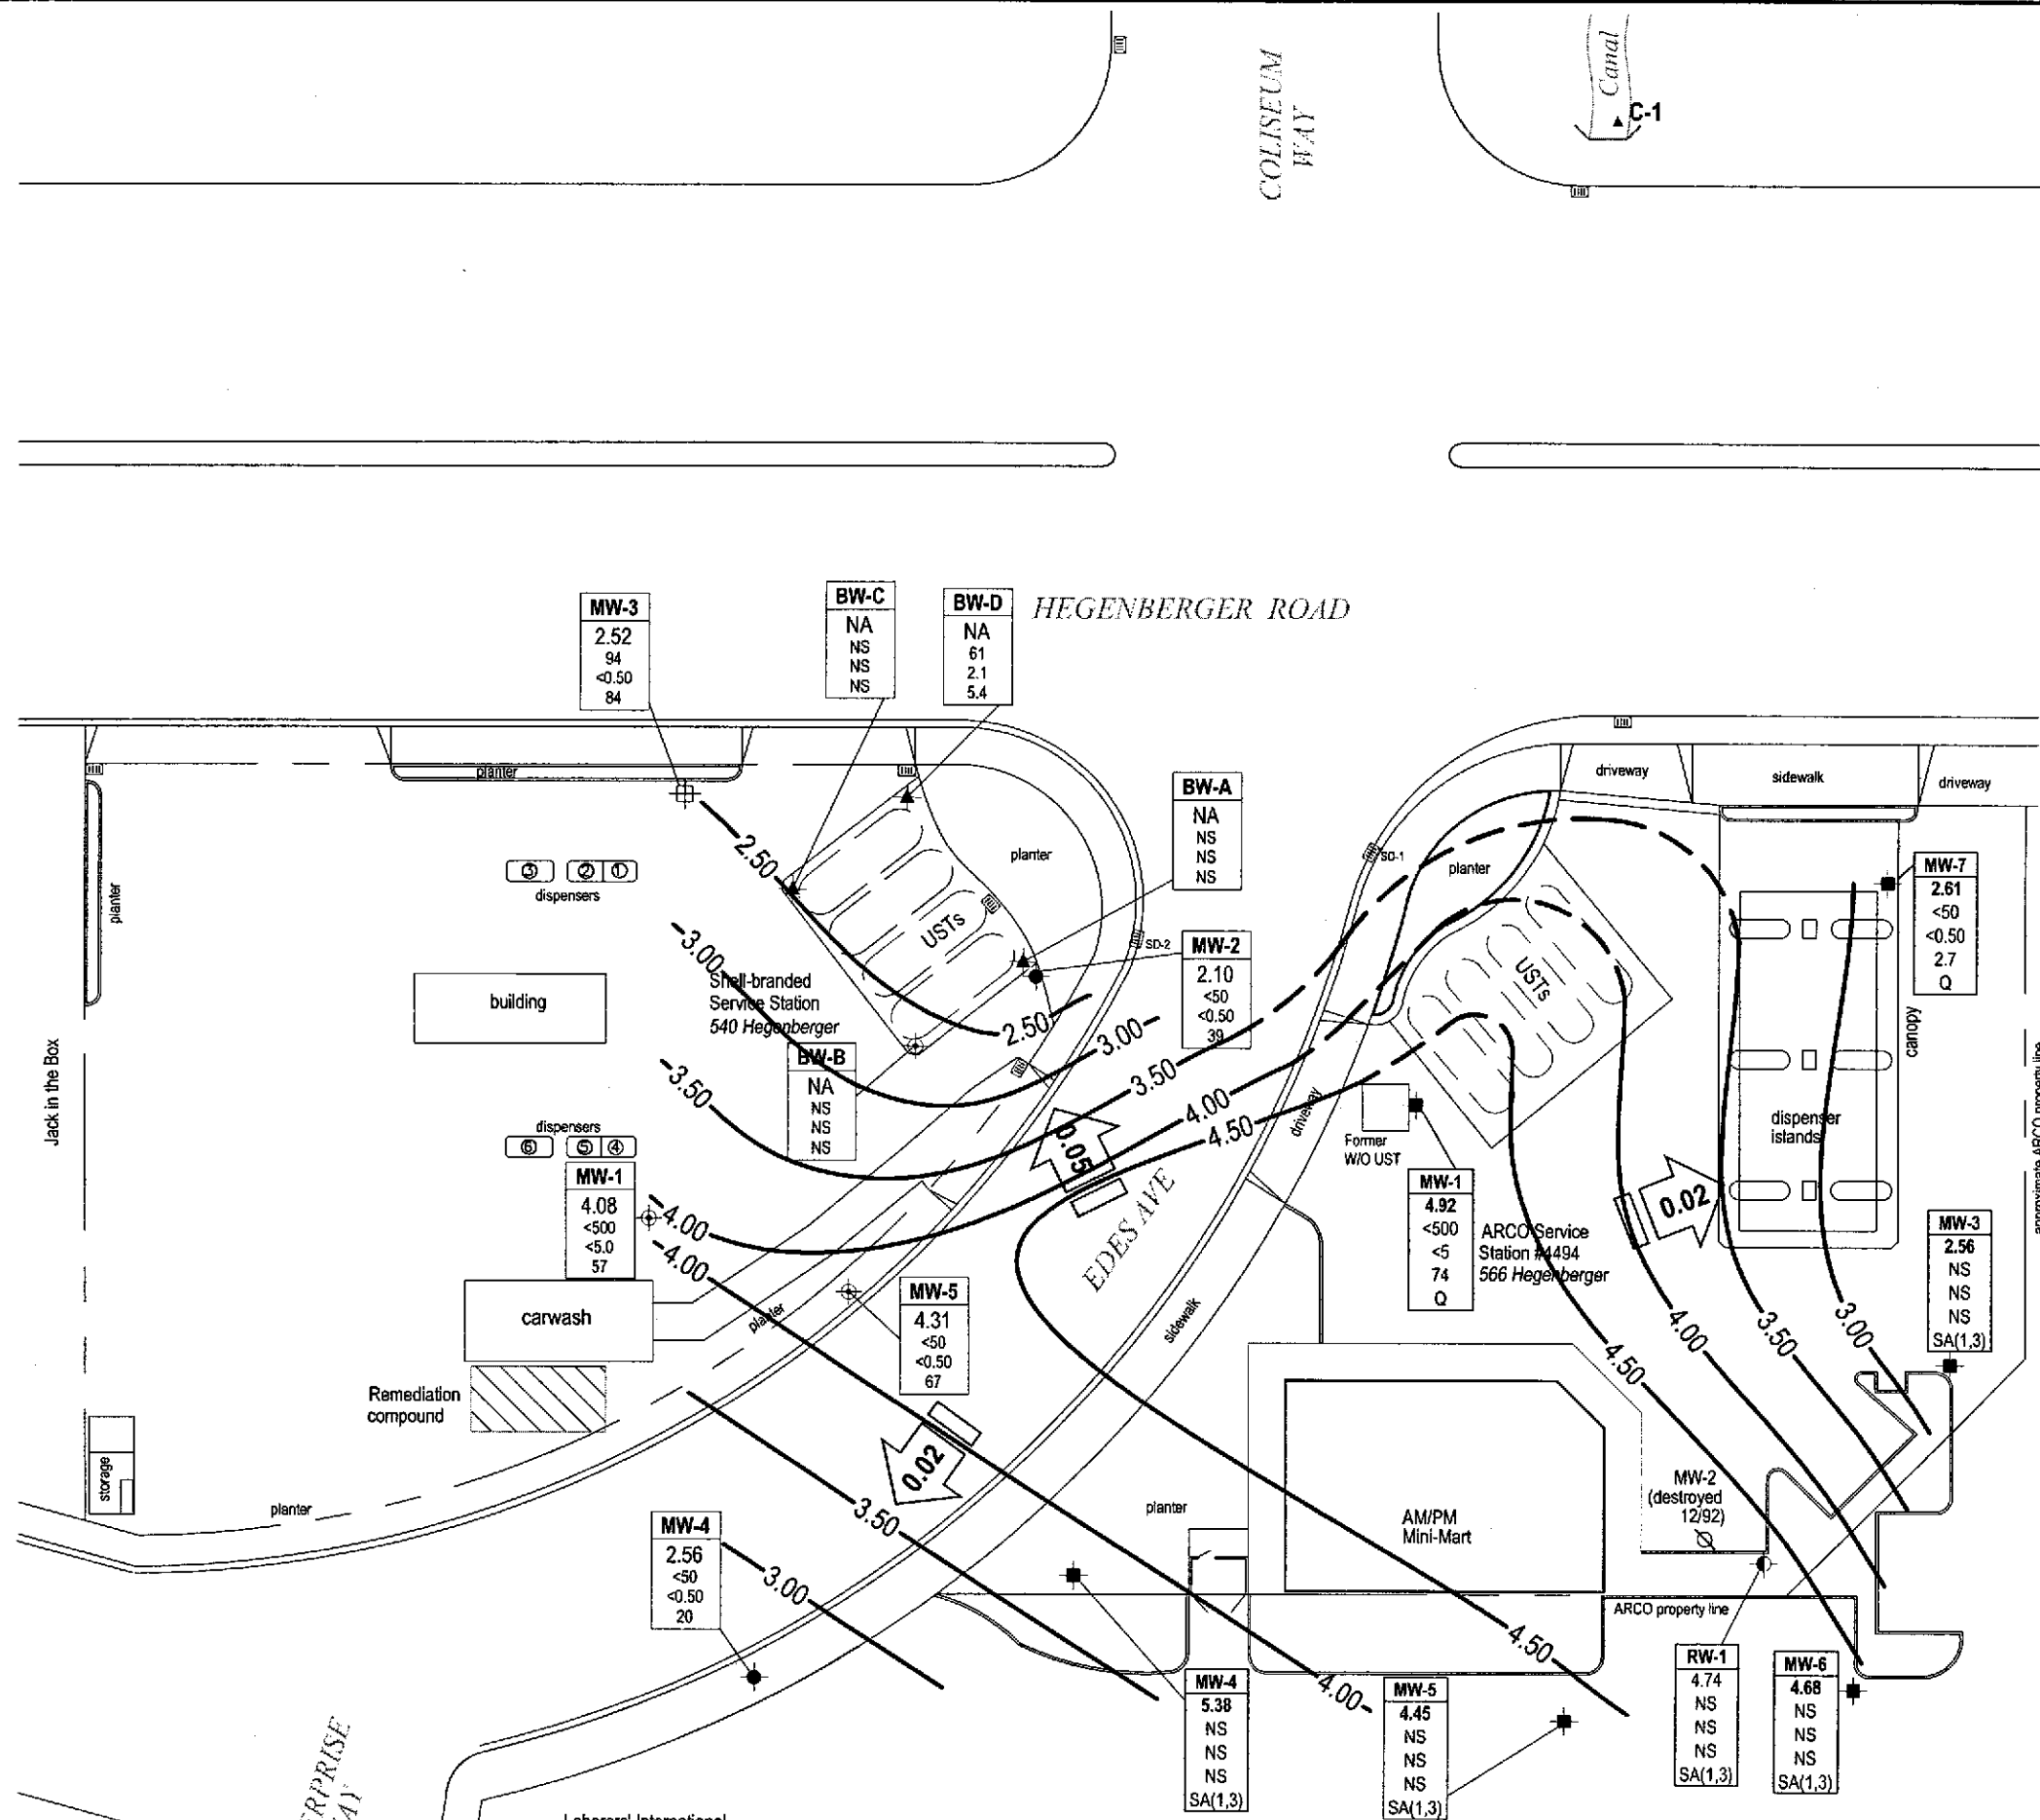 COLISEUM
WAY
Canal
C-1
HEGENBERGER ROAD
MW-3
2.52
94
<0.50
84
BW-C
NA
NS
NS
NS
BW-D
NA
61
2.1
5.4
BW-A
NA
NS
NS
NS
planter
planter
planter
2.50
3.00
3.50
4.00
4.00
3.50
3.00
③ ② ①
dispensers
USTs
building
Shell-branded
Service Station
540 Hegenberger
SD-1
SD-2
MW-2
2.10
<50
<0.50
39
BW-B
NA
NS
NS
NS
2.50
3.00
3.50
4.00
4.50
0.05
dispensers
⑥ ⑤ ④
MW-1
4.08
<500
<5.0
57
Jack in the Box
carwash
planter
Remediation
compound
storage
planter
MW-5
4.31
<50
<0.50
67
0.02
MW-4
2.56
<50
<0.50
20
EDES AVE
sidewalk
driveway
planter
driveway
sidewalk
driveway
planter
USTs
Former
W/O UST
MW-1
4.92
<500
<5
74
Q
ARCO Service
Station #4494
566 Hegenberger
0.02
MW-7
2.61
<50
<0.50
2.7
Q
canopy
dispenser
islands
approximate ARCO property line
MW-3
2.56
NS
NS
NS
SA(1,3)
4.50
4.00
3.50
3.00
MW-2
(destroyed
12/92)
AM/PM
Mini-Mart
ARCO property line
4.50
4.00
MW-4
5.38
NS
NS
NS
SA(1,3)
MW-5
4.45
NS
NS
NS
SA(1,3)
RW-1
4.74
NS
NS
NS
SA(1,3)
MW-6
4.68
NS
NS
NS
SA(1,3)
Laborers' International